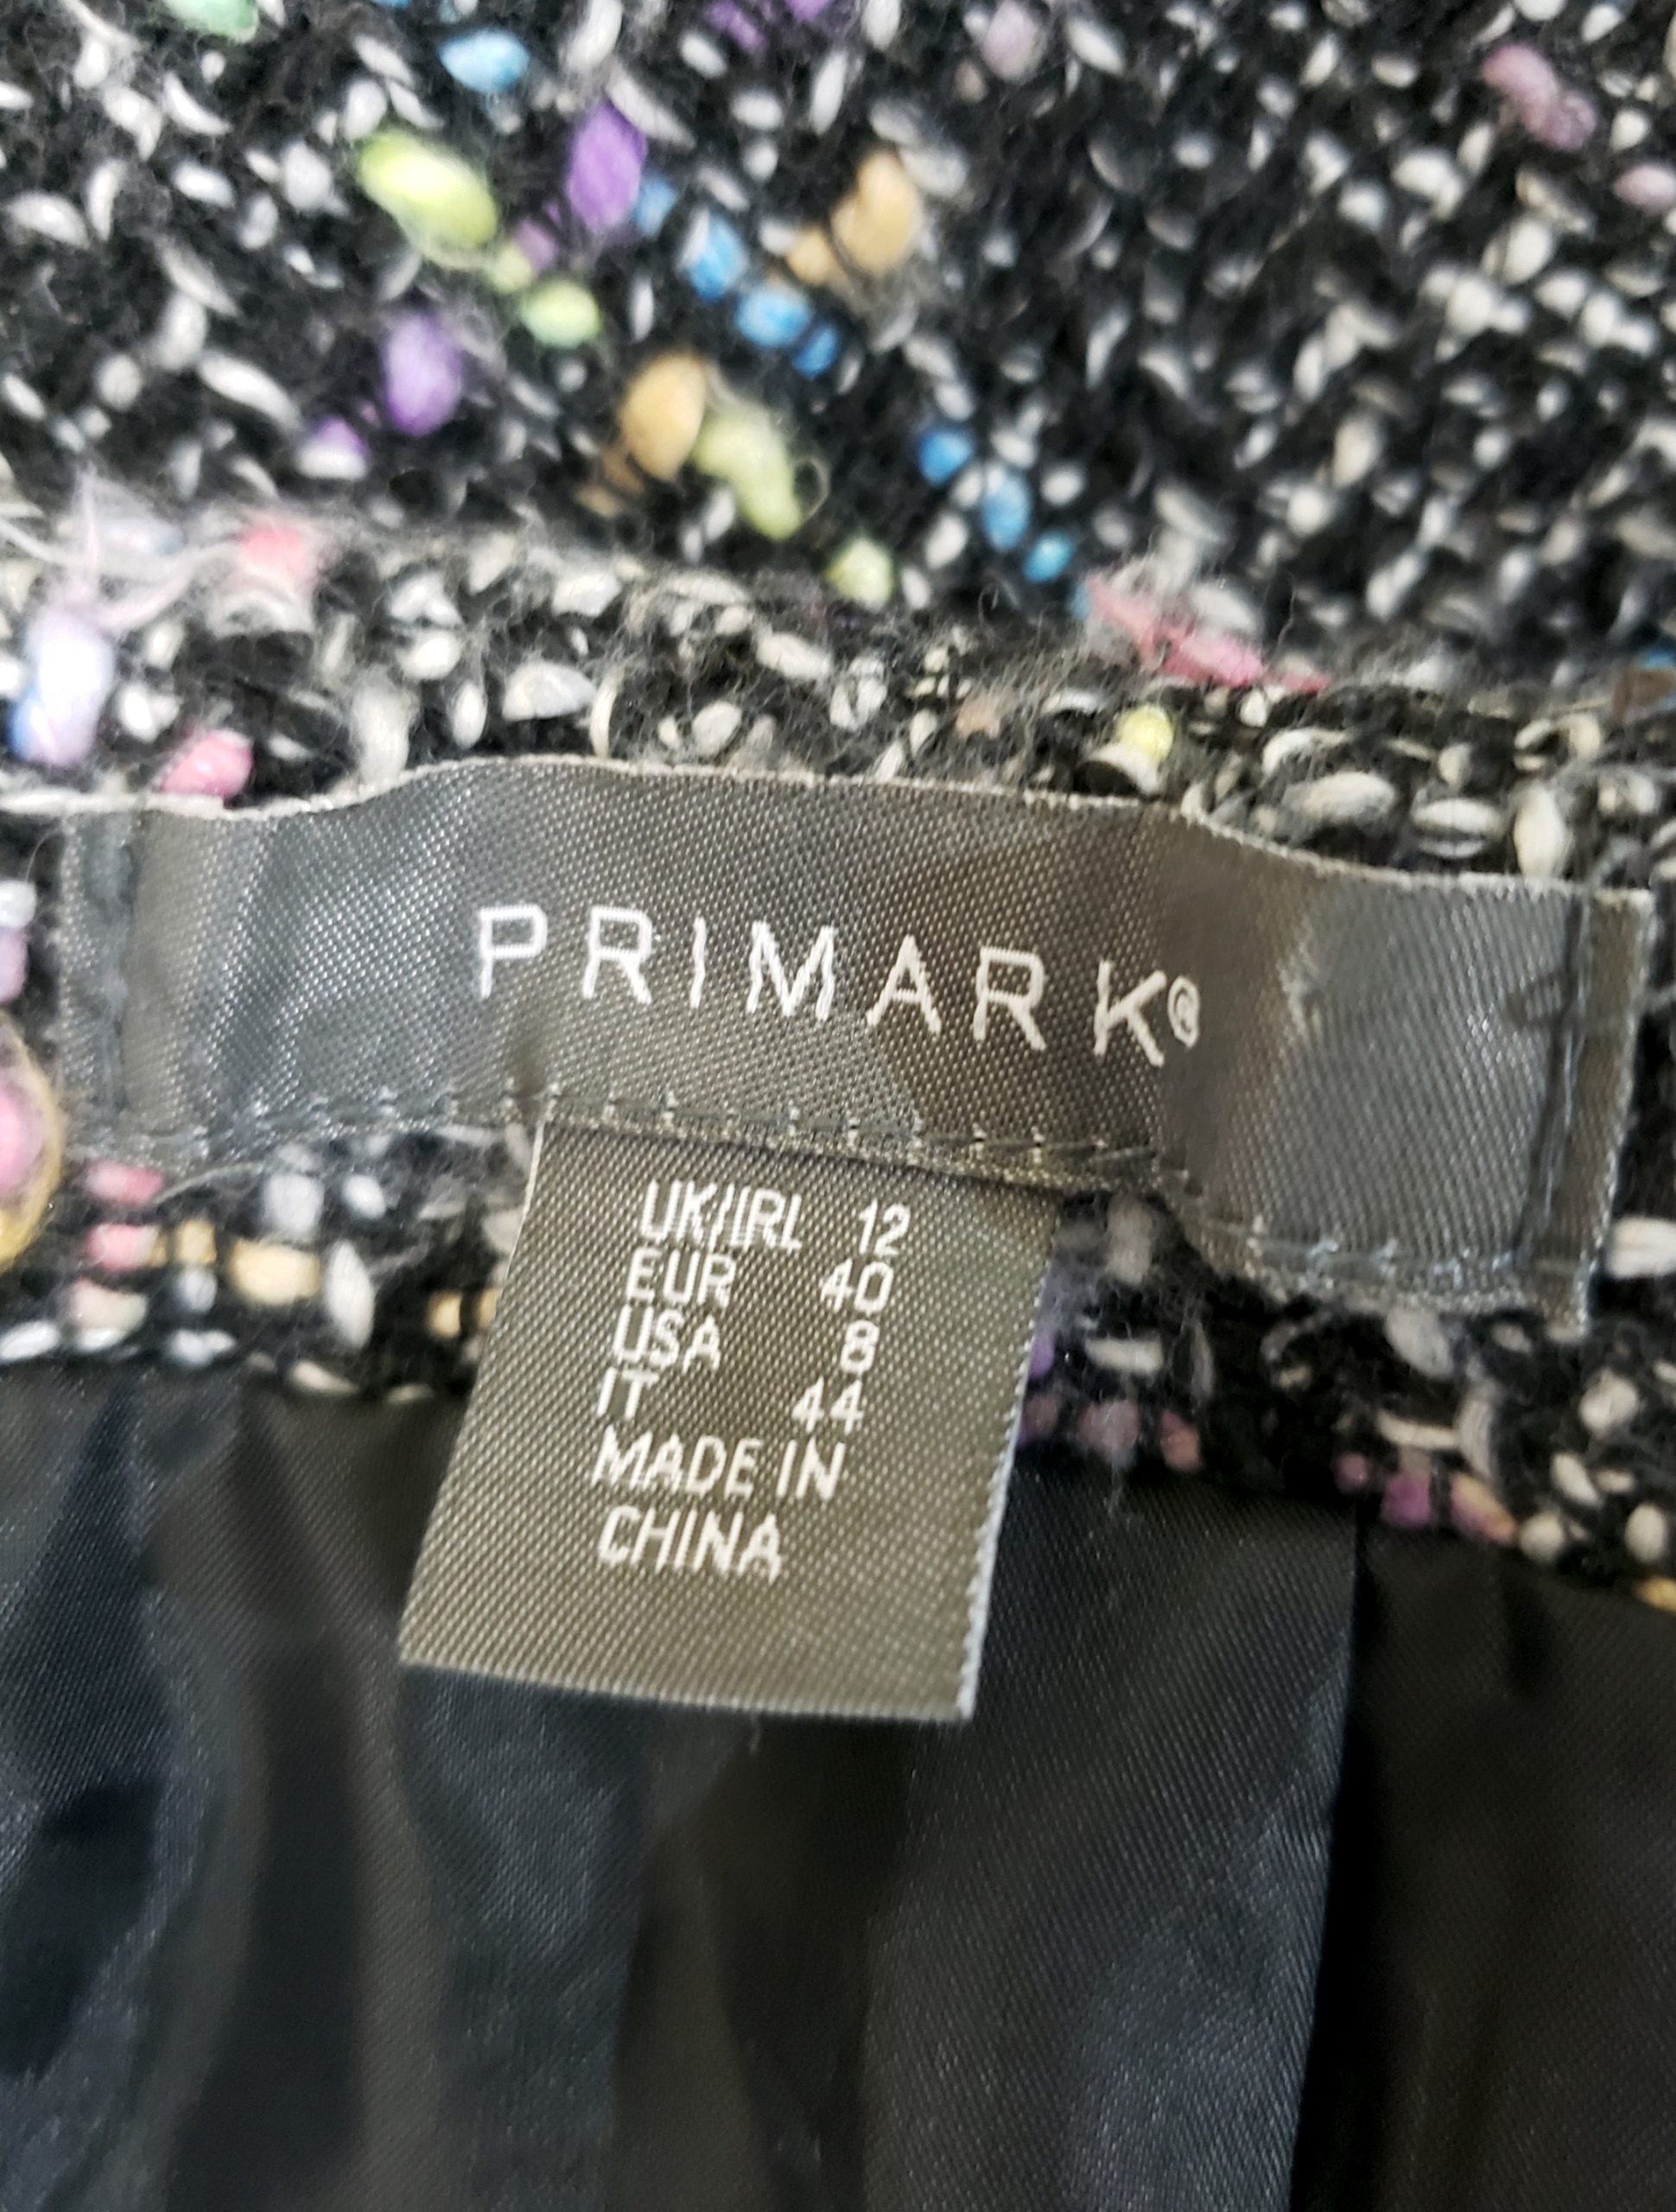 PRIMARK®
UK/IRL 12
EUR 40
USA 8
IT 44
MADE IN
CHINA